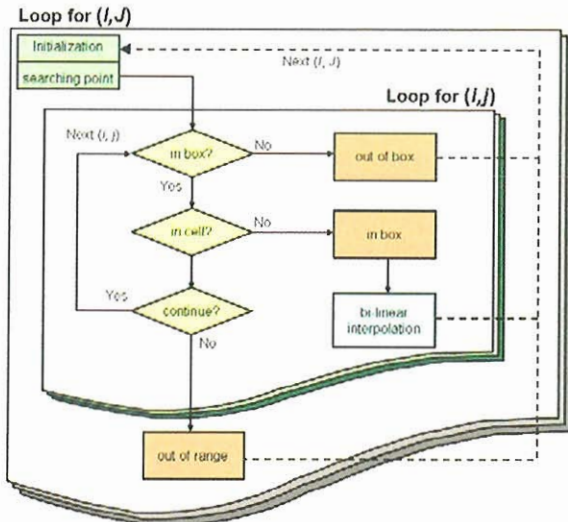 Loop for (I,J)
Initialization
searching point
Next (I, J)
Loop for (i,j)
Next (i, j)
in box?
No
out of box
Yes
in cell?
No
in box
Yes
continue?
bi-linear
interpolation
No
out of range